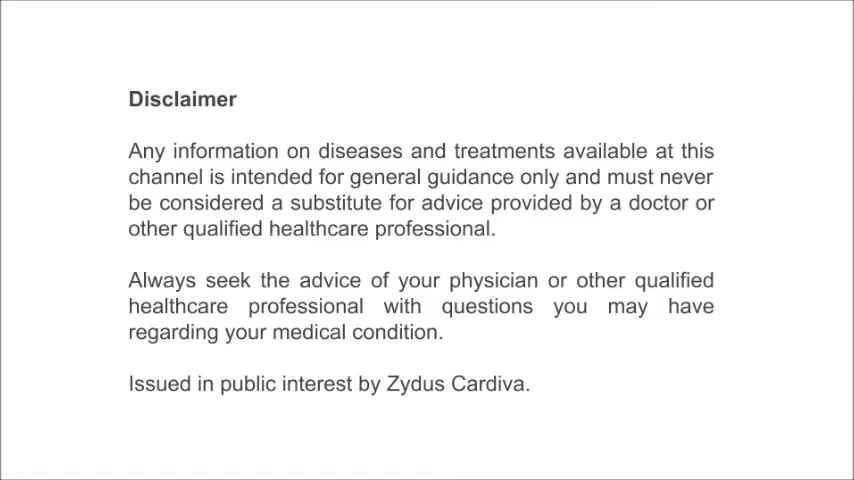 Disclaimer
Any information on diseases and treatments available at this
channel is intended for general guidance only and must never
be considered a substitute for advice provided by a doctor or
other qualified healthcare professional.
Always seek the advice of your physician or other qualified
healthcare professional with questions you may have
regarding your medical condition.
Issued in public interest by Zydus Cardiva.